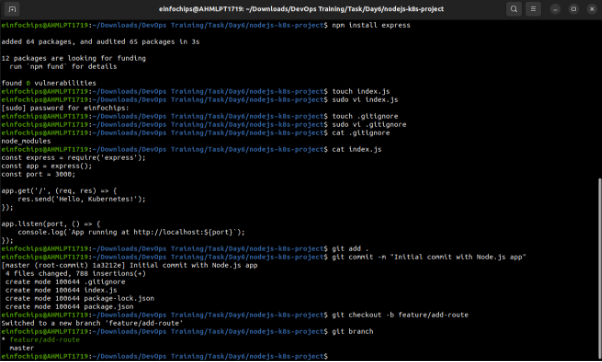 einfochips@AHMLPT1719: ~/Downloads/DevOps Training/Task/Day6/nodejs-k8s-project
einfochips@AHMLPT1719:~/Downloads/DevOps Training/Task/Day6/nodejs-k8s-project$ npm install express
added 64 packages, and audited 65 packages in 3s
12 packages are looking for funding
run `npm fund` for details
found 0 vulnerabilities
einfochips@AHMLPT1719:~/Downloads/DevOps Training/Task/Day6/nodejs-k8s-project$ touch index.js
einfochips@AHMLPT1719:~/Downloads/DevOps Training/Task/Day6/nodejs-k8s-project$ sudo vi index.js
[sudo] password for einfochips:
einfochips@AHMLPT1719:~/Downloads/DevOps Training/Task/Day6/nodejs-k8s-project$ touch .gitignore
einfochips@AHMLPT1719:~/Downloads/DevOps Training/Task/Day6/nodejs-k8s-project$ sudo vi .gitignore
einfochips@AHMLPT1719:~/Downloads/DevOps Training/Task/Day6/nodejs-k8s-project$ cat .gitignore
node_modules
einfochips@AHMLPT1719:~/Downloads/DevOps Training/Task/Day6/nodejs-k8s-project$ cat index.js
const express = require('express');
const app = express();
const port = 3000;
app.get('/', (req, res) => {
res.send('Hello, Kubernetes!');
});
app.listen(port, () => {
console.log(`App running at http://localhost:${port}`);
});
einfochips@AHMLPT1719:~/Downloads/DevOps Training/Task/Day6/nodejs-k8s-project$ git add .
einfochips@AHMLPT1719:~/Downloads/DevOps Training/Task/Day6/nodejs-k8s-project$ git commit -m "Initial commit with Node.js app"
[master (root-commit) 1a3212e] Initial commit with Node.js app
4 files changed, 788 insertions(+)
create mode 100644 .gitignore
create mode 100644 index.js
create mode 100644 package-lock.json
create mode 100644 package.json
einfochips@AHMLPT1719:~/Downloads/DevOps Training/Task/Day6/nodejs-k8s-project$ git checkout -b feature/add-route
Switched to a new branch 'feature/add-route'
einfochips@AHMLPT1719:~/Downloads/DevOps Training/Task/Day6/nodejs-k8s-project$ git branch
* feature/add-route
master
einfochips@AHMLPT1719:~/Downloads/DevOps Training/Task/Day6/nodejs-k8s-project$